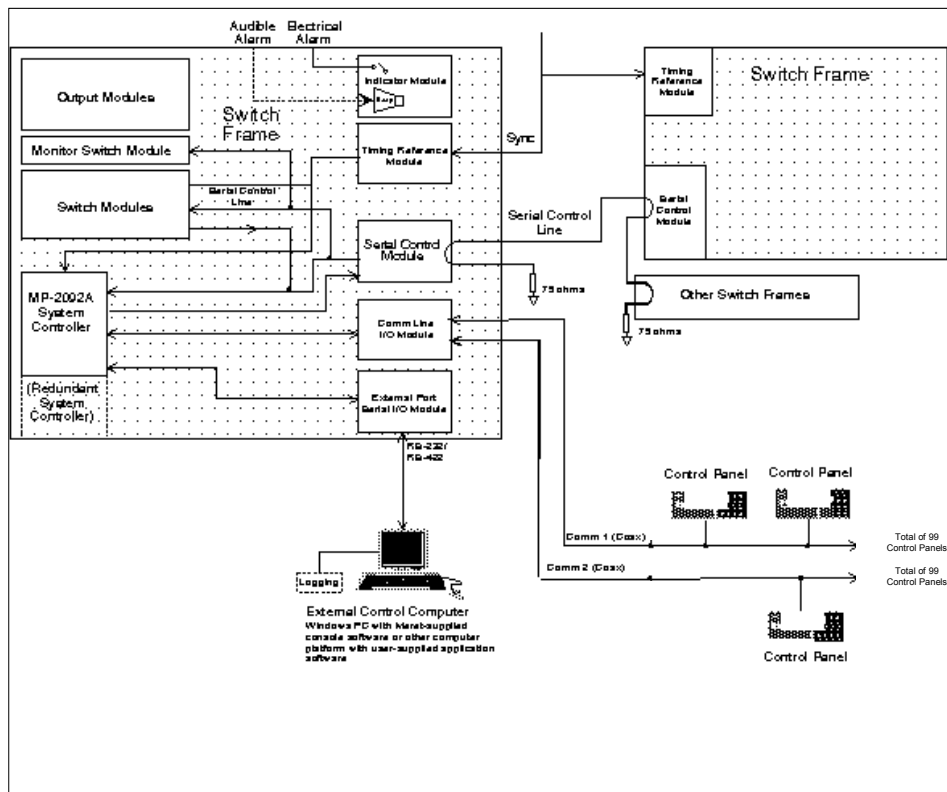 Audible
Alarm
Electrical
Alarm
Output Modules
Switch
Frame
Indicator Module
Monitor Switch Module
Timing Reference
Module
Sync
Switch Modules
Serial Control
Line
Serial Control
Module
75 ohms
MP-2092A
System
Controller
Comm Line
I/O Module
(Redundant
System
Controller)
External Port
Serial I/O Module
RS-232/
RS-422
Timing
Reference
Module
Switch Frame
Serial Control
Line
Serial
Control
Module
Other Switch Frames
75 ohms
Control Panel
Control Panel
Comm 1 (Coax)
Total of 99
Control Panels
Comm 2 (Coax)
Total of 99
Control Panels
Control Panel
Logging
External Control Computer
Windows PC with Maret-supplied
console software or other computer
platform with user-supplied application
software